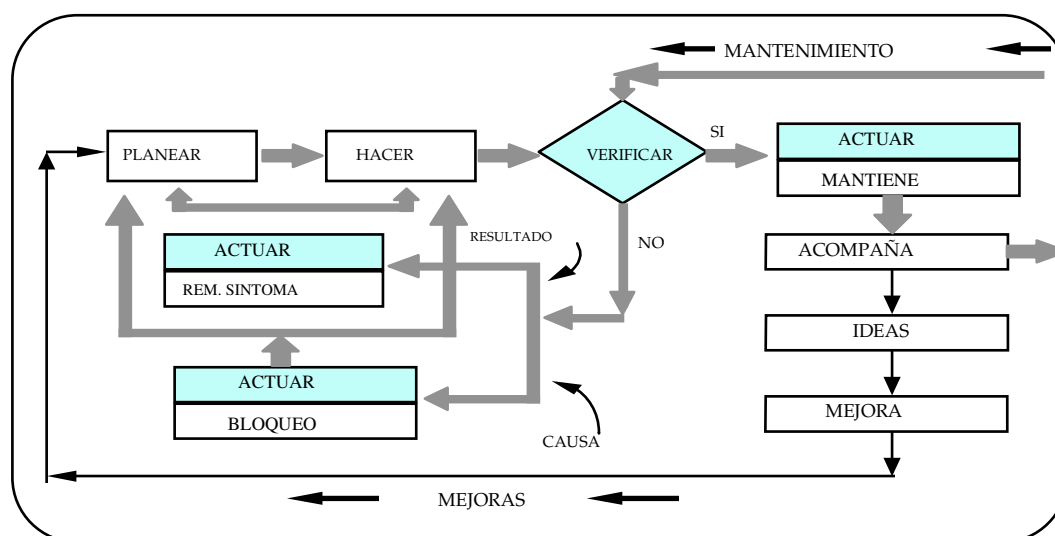 MANTENIMIENTO
PLANEAR
HACER
VERIFICAR
SI
ACTUAR
MANTIENE
NO
RESULTADO
ACTUAR
REM. SINTOMA
ACOMPAÑA
IDEAS
ACTUAR
BLOQUEO
CAUSA
MEJORA
MEJORAS